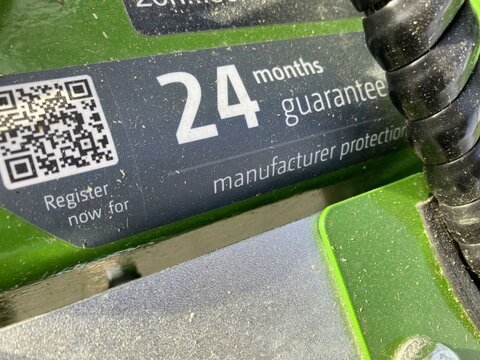 24 months
guarantee
manufacturer protection
Register
now for